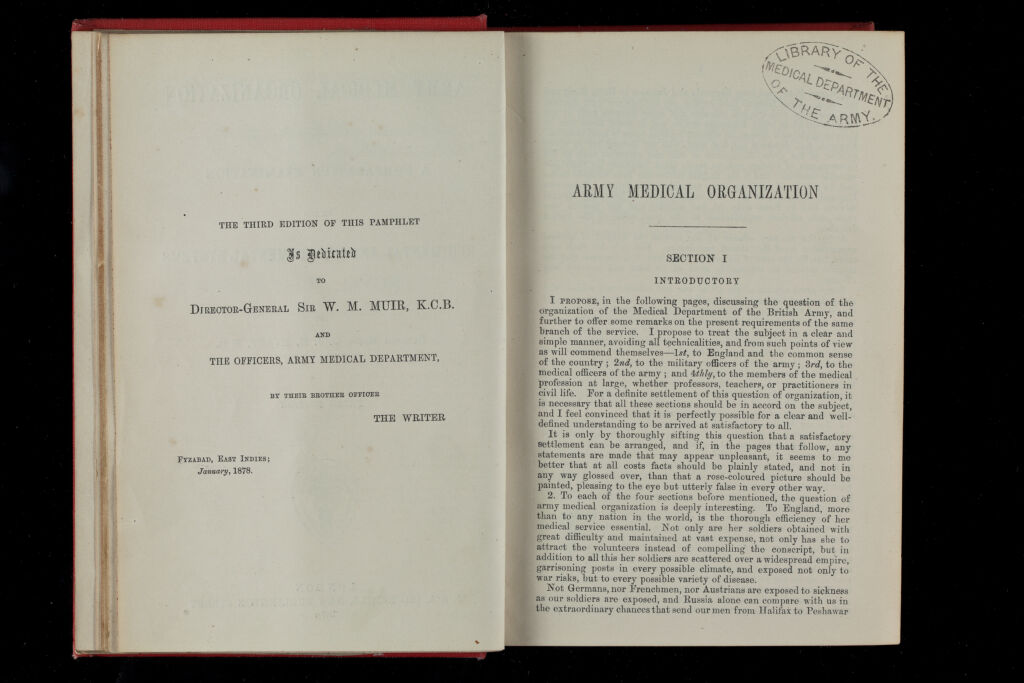 THE THIRD EDITION OF THIS PAMPHLET
Is Dedicated
TO
DIRECTOR-GENERAL SIR W. M. MUIR, K.C.B.
AND
THE OFFICERS, ARMY MEDICAL DEPARTMENT,
BY THEIR BROTHER OFFICER
THE WRITER
FYZABAD, EAST INDIES;
January, 1878.
LIBRARY OF THE
MEDICAL DEPARTMENT
OF THE ARMY.
ARMY MEDICAL ORGANIZATION
SECTION I
INTRODUCTORY
I PROPOSE, in the following pages, discussing the question of the
organization of the Medical Department of the British Army, and
further to offer some remarks on the present requirements of the same
branch of the service. I propose to treat the subject in a clear and
simple manner, avoiding all technicalities, and from such points of view
as will commend themselves—1st, to England and the common sense
of the country; 2nd, to the military officers of the army; 3rd, to the
medical officers of the army; and 4thly, to the members of the medical
profession at large, whether professors, teachers, or practitioners in
civil life. For a definite settlement of this question of organization, it
is necessary that all these sections should be in accord on the subject,
and I feel convinced that it is perfectly possible for a clear and well-
defined understanding to be arrived at satisfactory to all.
It is only by thoroughly sifting this question that a satisfactory
settlement can be arranged, and if, in the pages that follow, any
statements are made that may appear unpleasant, it seems to me
better that at all costs facts should be plainly stated, and not in
any way glossed over, than that a rose-coloured picture should be
painted, pleasing to the eye but utterly false in every other way.
2. To each of the four sections before mentioned, the question of
army medical organization is deeply interesting. To England, more
than to any nation in the world, is the thorough efficiency of her
medical service essential. Not only are her soldiers obtained with
great difficulty and maintained at vast expense, not only has she to
attract the volunteers instead of compelling the conscript, but in
addition to all this her soldiers are scattered over a widespread empire,
garrisoning posts in every possible climate, and exposed not only to
war risks, but to every possible variety of disease.
Not Germans, nor Frenchmen, nor Austrians are exposed to sickness
as our soldiers are exposed, and Russia alone can compare with us in
the extraordinary chances that send our men from Halifax to Peshawar